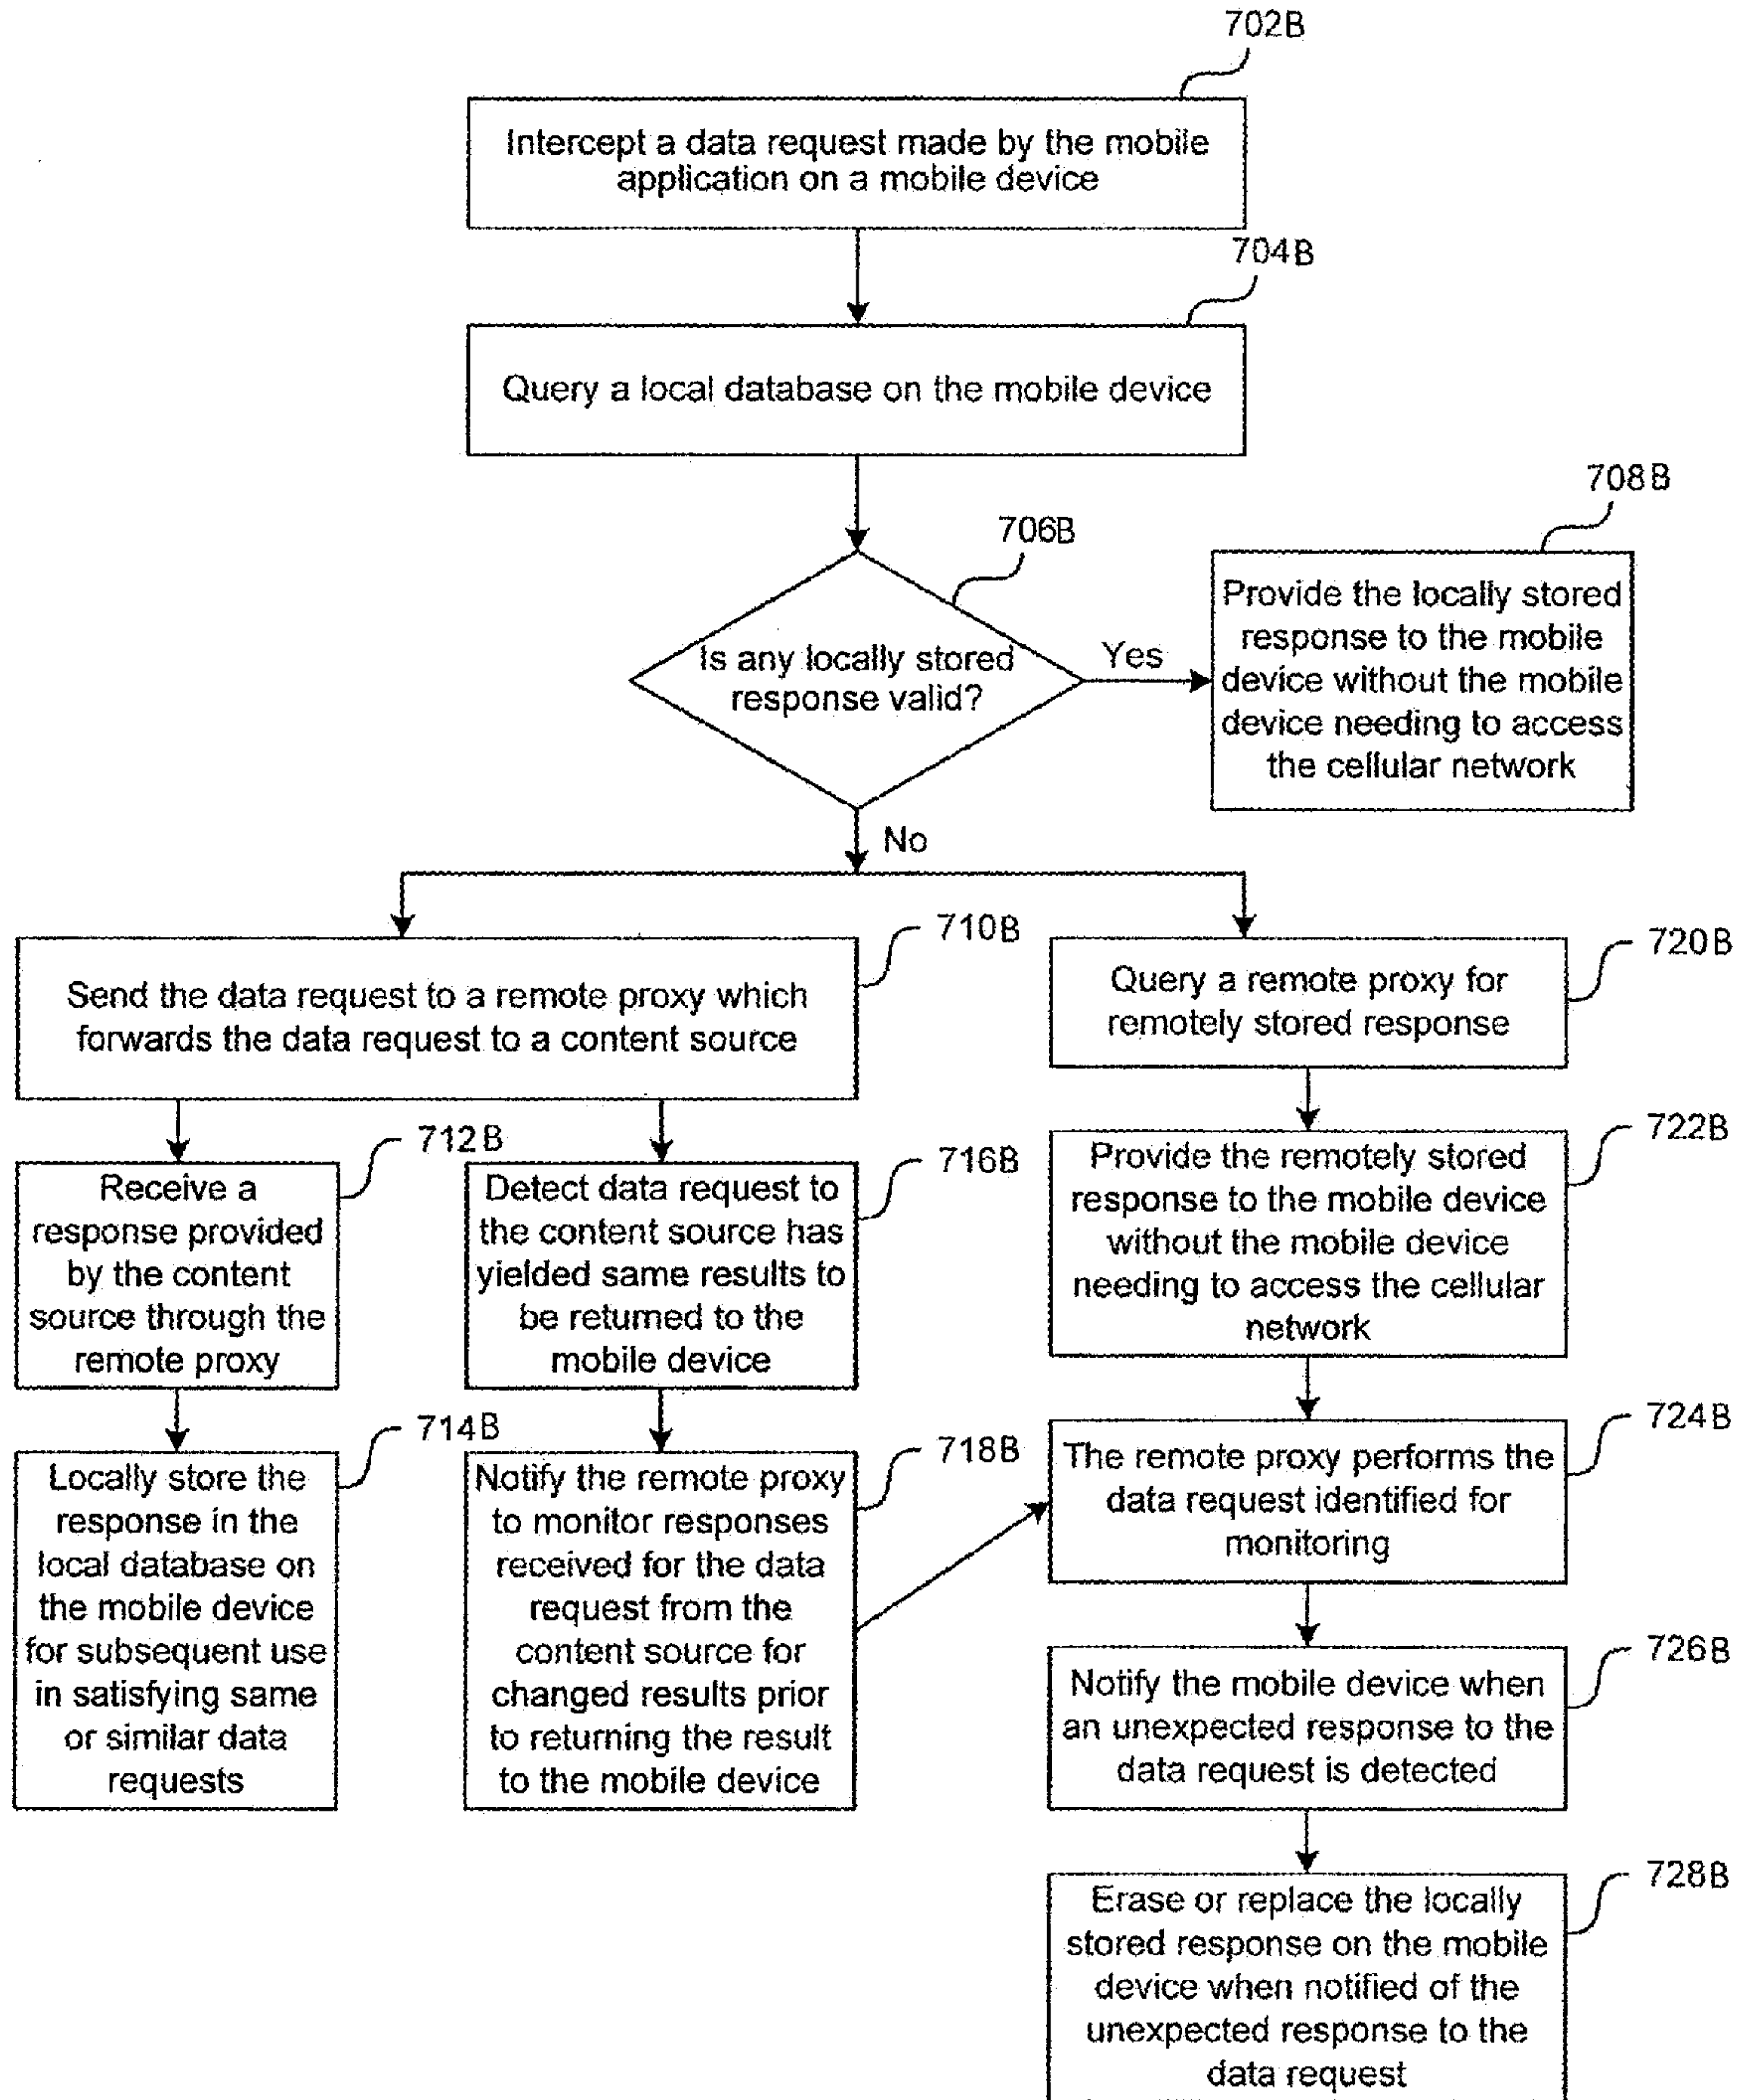 702B
Intercept a data request made by the mobile
application on a mobile device
704B
Query a local database on the mobile device
706B
Is any locally stored
response valid?
Yes
708B
Provide the locally stored
response to the mobile
device without the mobile
device needing to access
the cellular network
No
710B
Send the data request to a remote proxy which
forwards the data request to a content source
712B
Receive a
response provided
by the content
source through the
remote proxy
714B
Locally store the
response in the
local database on
the mobile device
for subsequent use
in satisfying same
or similar data
requests
716B
Detect data request to
the content source has
yielded same results to
be returned to the
mobile device
718B
Notify the remote proxy
to monitor responses
received for the data
request from the
content source for
changed results prior
to returning the result
to the mobile device
720B
Query a remote proxy for
remotely stored response
722B
Provide the remotely stored
response to the mobile device
without the mobile device
needing to access the cellular
network
724B
The remote proxy performs the
data request identified for
monitoring
726B
Notify the mobile device when
an unexpected response to the
data request is detected
728B
Erase or replace the locally
stored response on the mobile
device when notified of the
unexpected response to the
data request